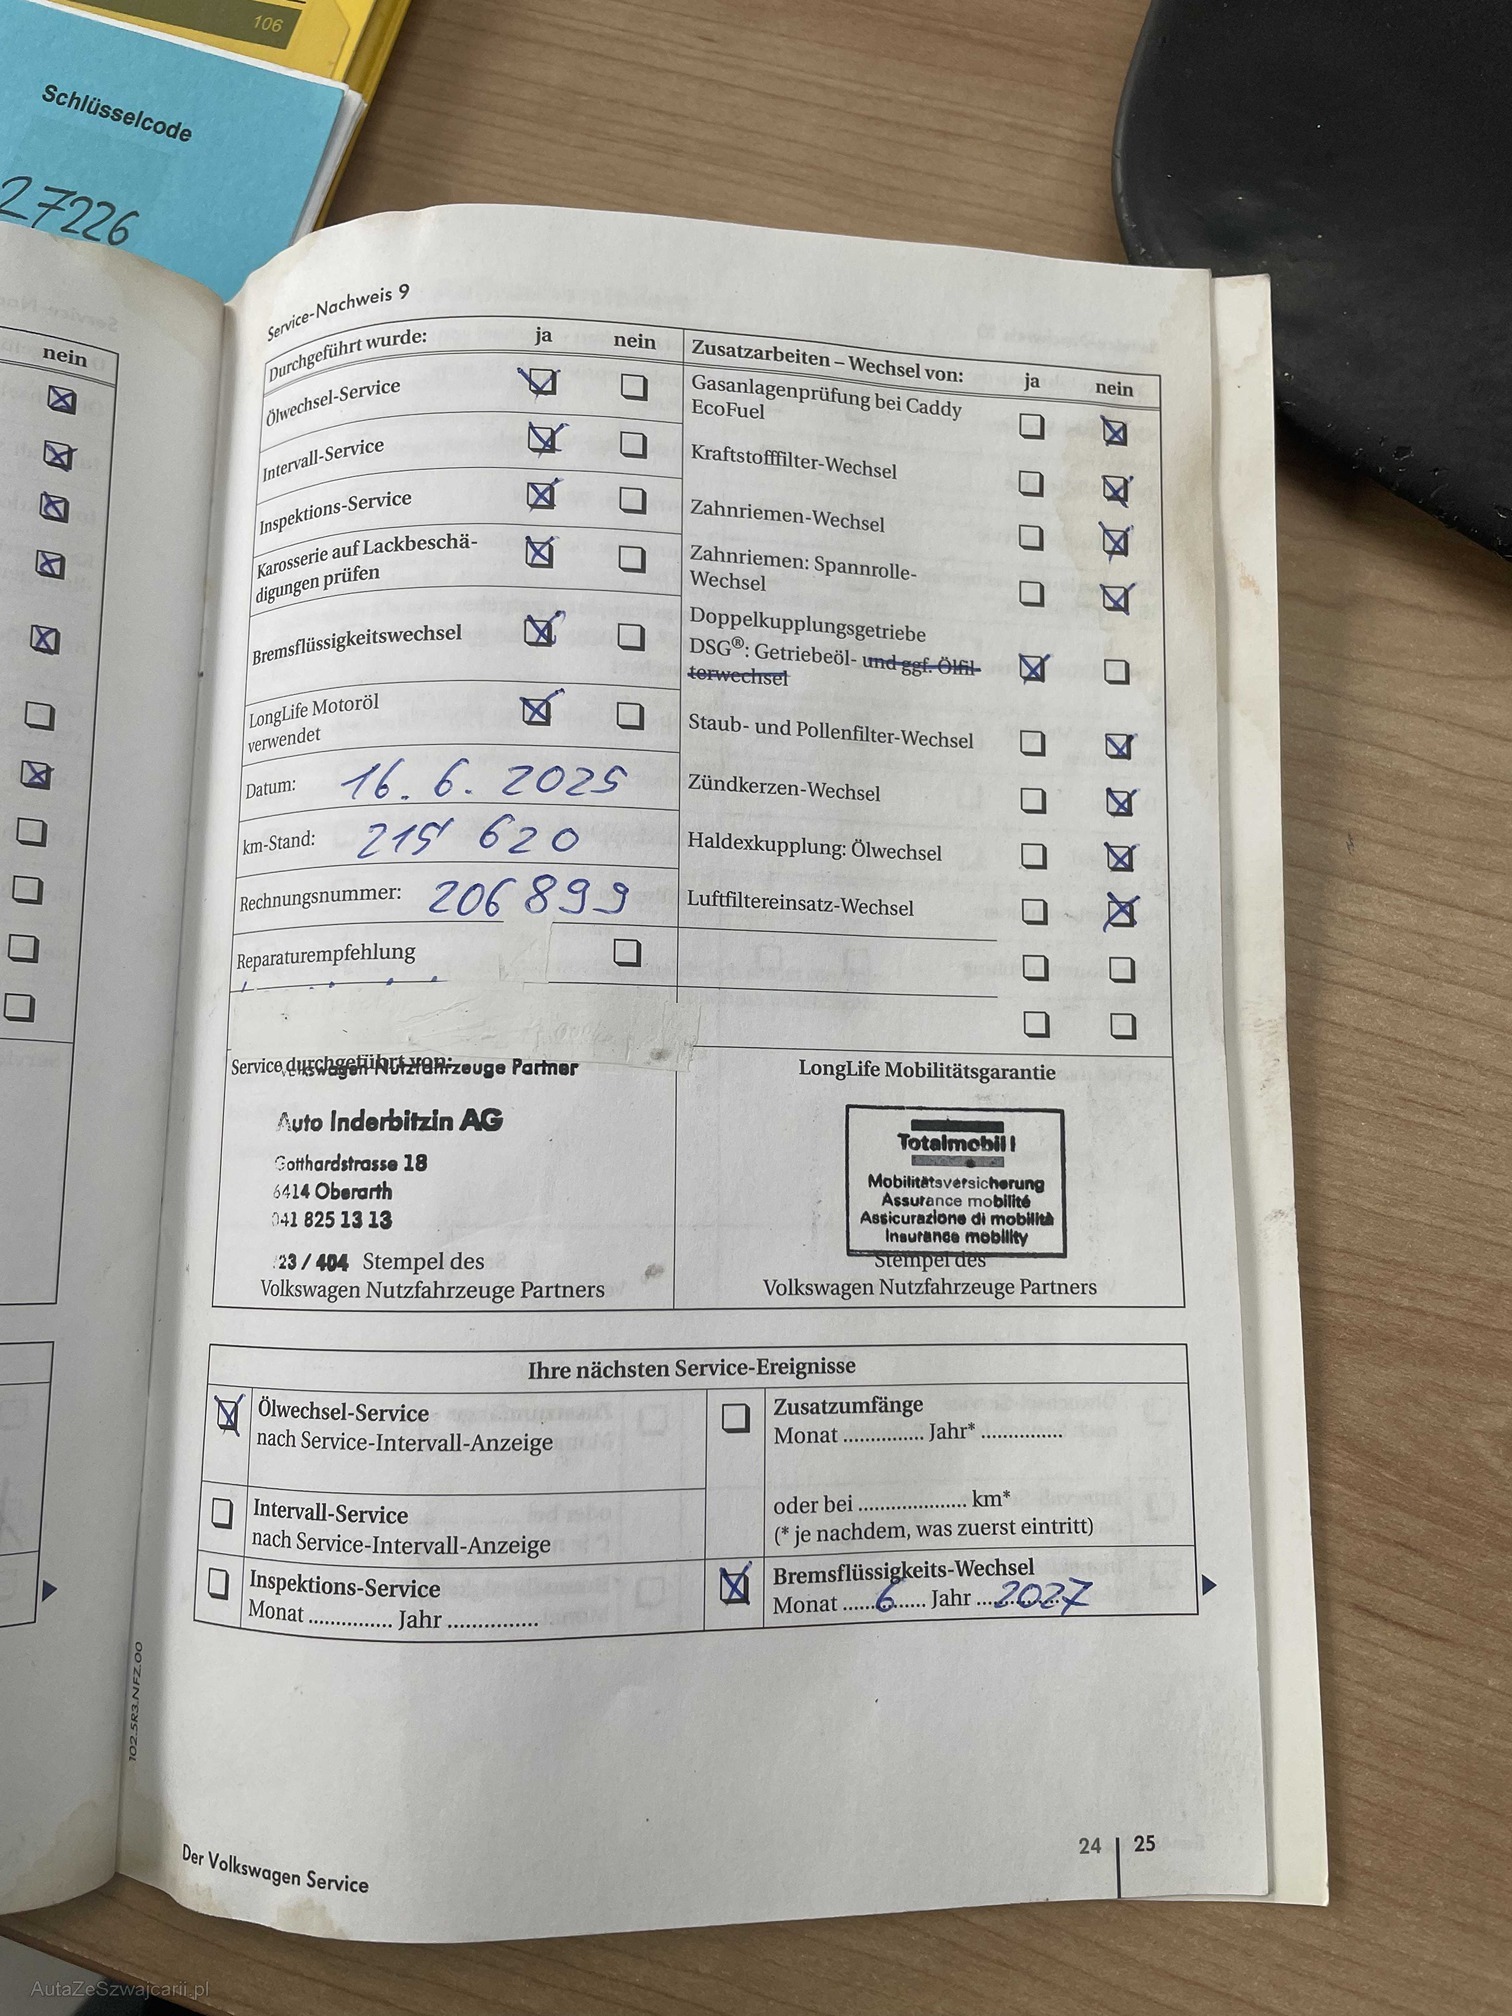 106
Schlüsselcode
27226
nein
Service-Nachweis 9
Durchgeführt wurde: ja nein
Ölwechsel-Service
Intervall-Service
Inspektions-Service
Karosserie auf Lackbeschä-
digungen prüfen
Bremsflüssigkeitswechsel
LongLife Motoröl
verwendet
Datum: 16. 6. 2025
km-Stand: 215 620
Rechnungsnummer: 206 899
Reparaturempfehlung
Zusatzarbeiten – Wechsel von: ja nein
Gasanlagenprüfung bei Caddy
EcoFuel
Kraftstofffilter-Wechsel
Zahnriemen-Wechsel
Zahnriemen: Spannrolle-
Wechsel
Doppelkupplungsgetriebe
DSG®: Getriebeöl- und ggf. Ölfil-
terwechsel
Staub- und Pollenfilter-Wechsel
Zündkerzen-Wechsel
Haldexkupplung: Ölwechsel
Luftfiltereinsatz-Wechsel
Service durchgeführt von:
Volkswagen Nutzfahrzeuge Partner
Auto Inderbitzin AG
Gotthardstrasse 18
6414 Oberarth
041 825 13 13
23 / 404 Stempel des
Volkswagen Nutzfahrzeuge Partners
LongLife Mobilitätsgarantie
Totalmobil!
Mobilitätsversicherung
Assurance mobilité
Assicurazione di mobilità
Insurance mobility
Stempel des
Volkswagen Nutzfahrzeuge Partners
Ihre nächsten Service-Ereignisse
Ölwechsel-Service
nach Service-Intervall-Anzeige
Intervall-Service
nach Service-Intervall-Anzeige
Inspektions-Service
Monat ............... Jahr ................
Zusatzumfänge
Monat .............. Jahr* ..............
oder bei ................... km*
(* je nachdem, was zuerst eintritt)
Bremsflüssigkeits-Wechsel
Monat ......6...... Jahr ...2027
102.5R3.NFZ.00
Der Volkswagen Service
24 25
AutaZeSzwajcarii.pl